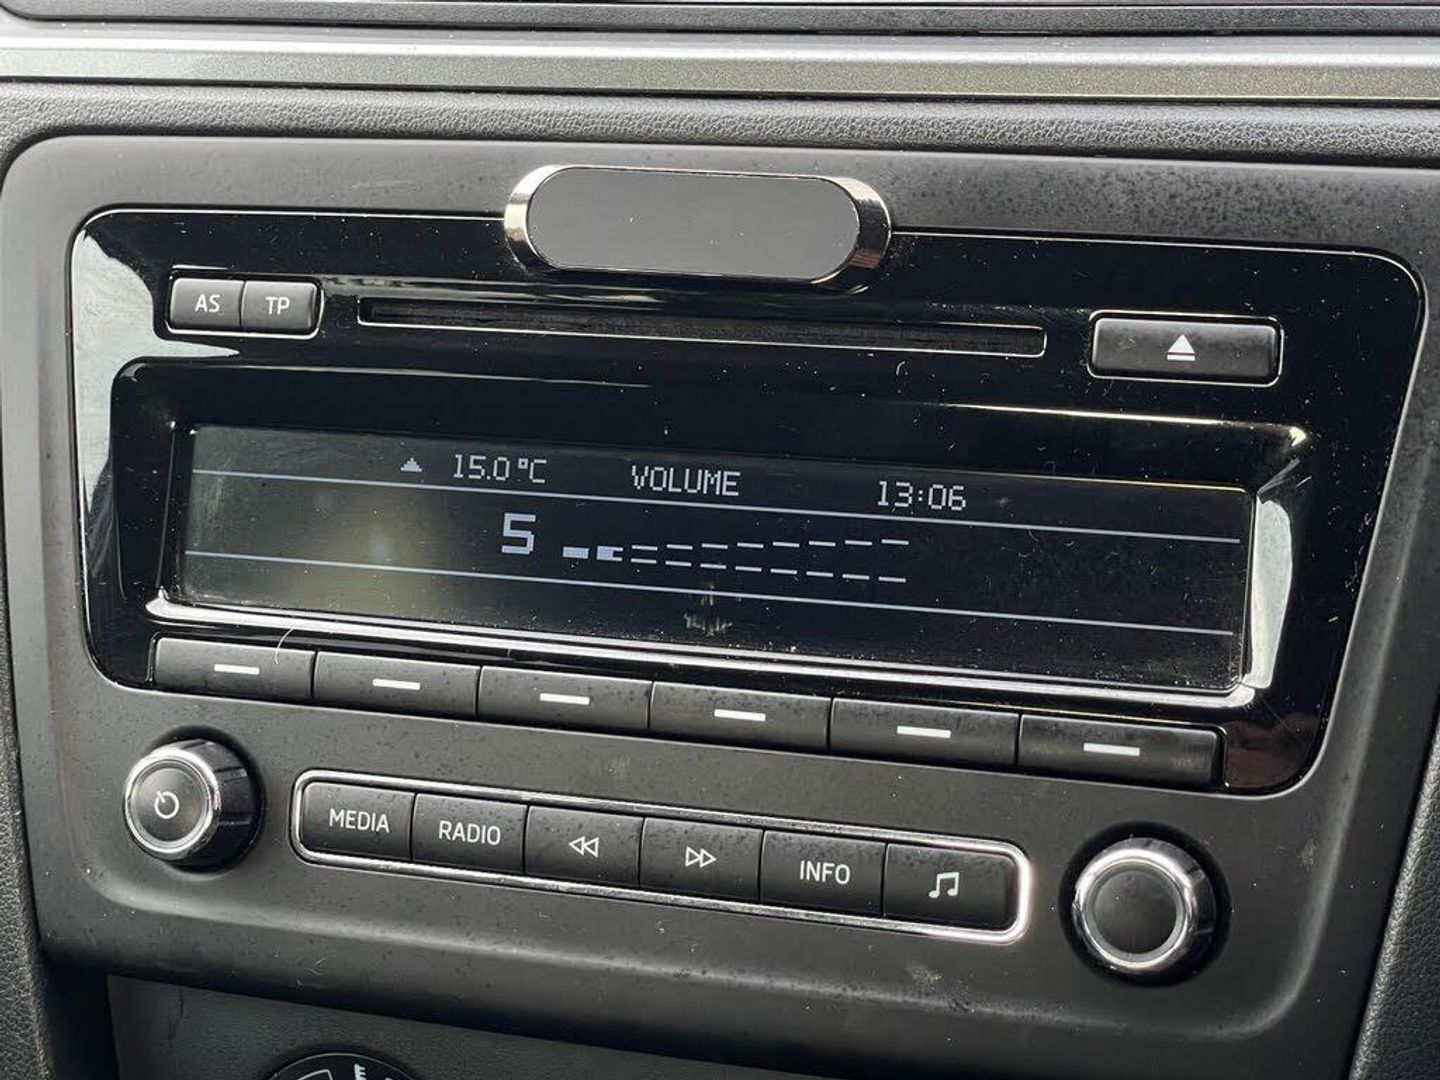 AS TP
15.0 °C VOLUME 13:06
5
MEDIA RADIO INFO
E